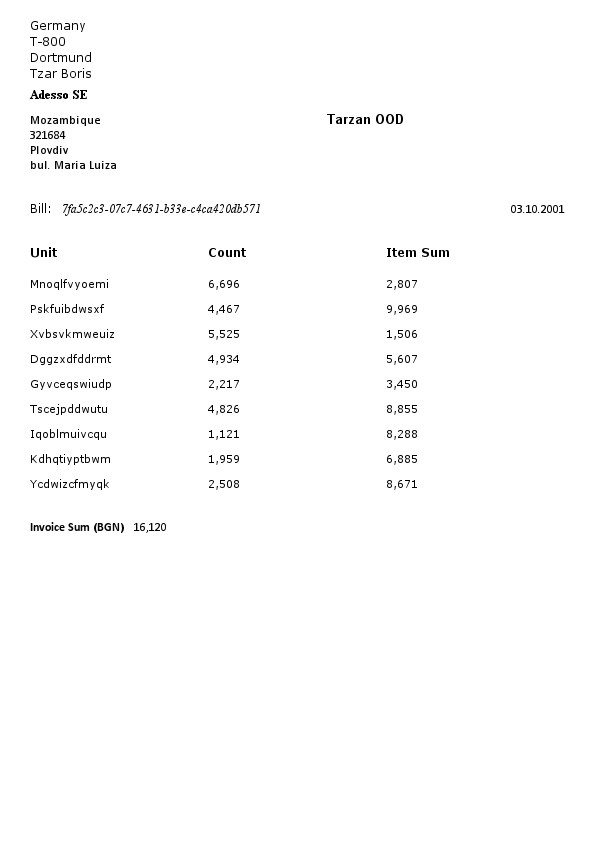 Germany
T-800
Dortmund
Tzar Boris
Adesso SE
Mozambique
Tarzan OOD
321684
Plovdiv
bul. Maria Luiza
Bill: 7fa5c2c3-07c7-4631-b33e-c4ca420db571 03.10.2001
Unit Count Item Sum
Mnoqlfvyoemi 6,696 2,807
Pskfuibdwsxf 4,467 9,969
Xvbsvkmweuiz 5,525 1,506
Dggzxdfddrmt 4,934 5,607
Gyvceqswiudp 2,217 3,450
Tscejpddwutu 4,826 8,855
Iqoblmuivcqu 1,121 8,288
Kdhqtiyptbwm 1,959 6,885
Ycdwizcfmyqk 2,508 8,671
Invoice Sum (BGN) 16,120